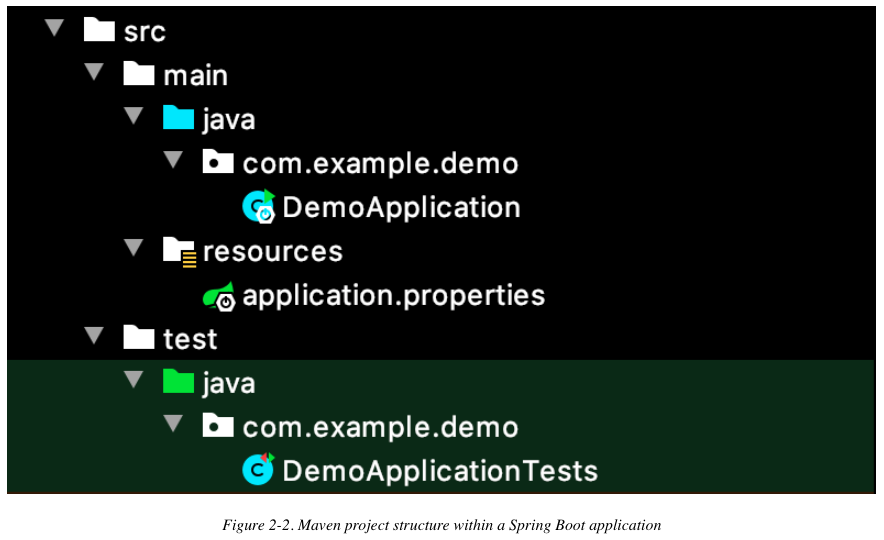 src
main
java
com.example.demo
DemoApplication
resources
application.properties
test
java
com.example.demo
DemoApplicationTests
Figure 2-2. Maven project structure within a Spring Boot application